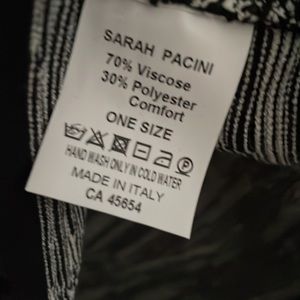 SARAH PACINI
70% Viscose
30% Polyester
Comfort
ONE SIZE
HAND WASH ONLY IN COLD WATER
MADE IN ITALY
CA 45654